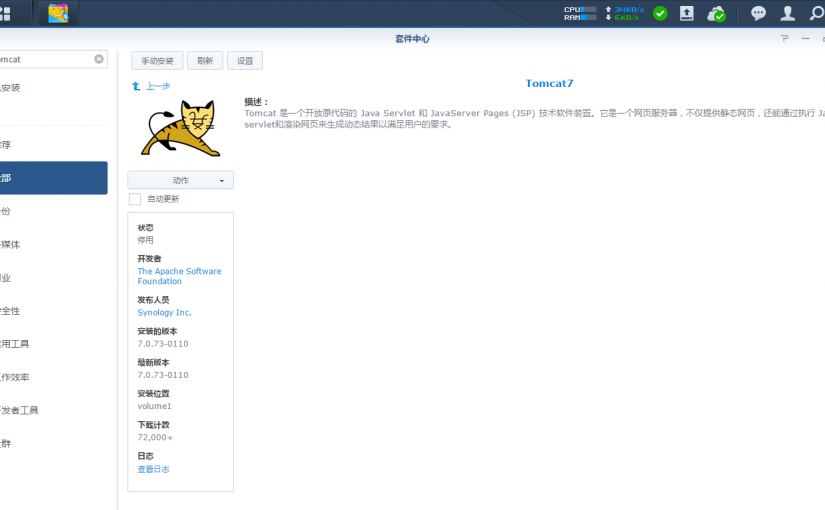 CPU 34KB/s
RAM 6KB/s
套件中心
mcat
手动安装 刷新 设置
安装
上一步
Tomcat7
描述：
Tomcat 是一个开放原代码的 Java Servlet 和 JavaServer Pages (JSP) 技术软件装置。它是一个网页服务器，不仅提供静态网页，还能通过执行 Ja
servlet和渲染网页来生成动态结果以满足用户的要求。
荐
部
份
媒体
业
全性
用工具
作效率
发者工具
群
动作
自动更新
状态
停用
开发者
The Apache Software
Foundation
发布人员
Synology Inc.
安装的版本
7.0.73-0110
最新版本
7.0.73-0110
安装位置
volume1
下载计数
72,000+
日志
查看日志